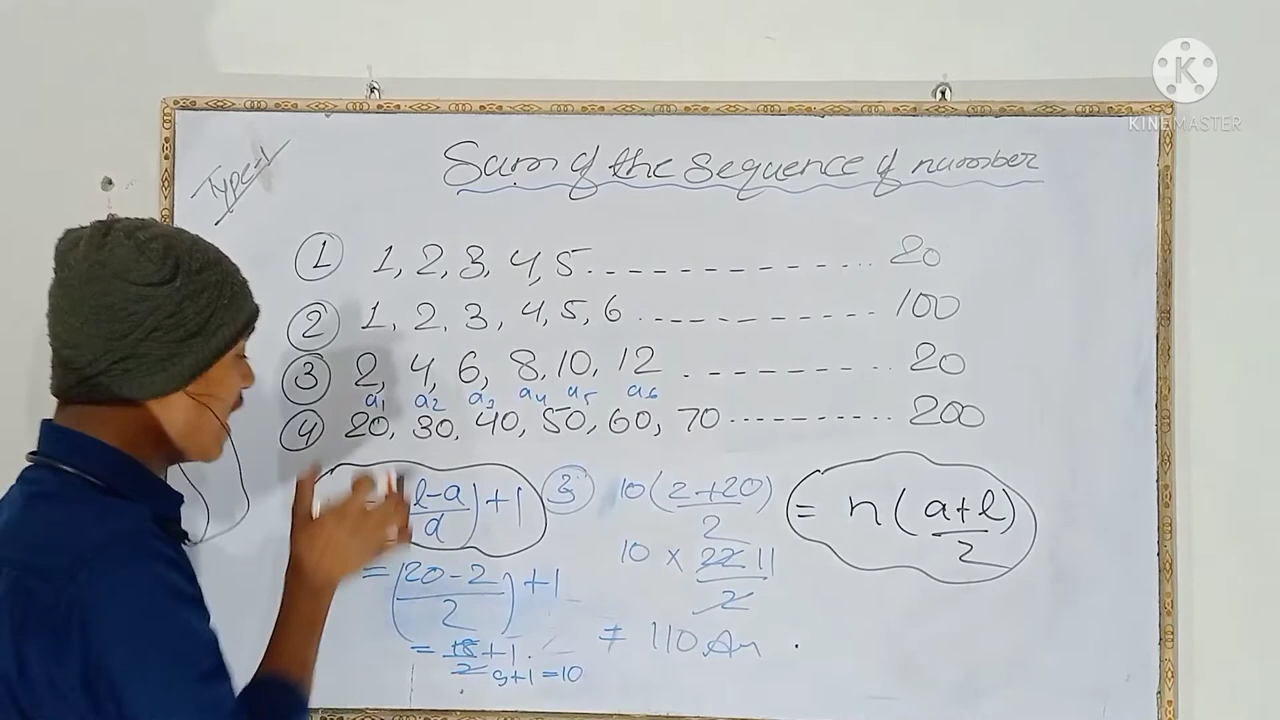 KINEMASTER
Type-1
Sum of the sequence of number
① 1, 2, 3, 4, 5. ------------- 20
② 1, 2, 3, 4, 5, 6 ----------- 100
③ 2, 4, 6, 8, 10, 12 --------- 20
a1 a2 a3 a4 a5 a6
④ 20, 30, 40, 50, 60, 70 --------- 200
(l-a/d)+1
= (20-2/2) +1
= 18/2 +1.
9+1 = 10
③ 10(2+20)/2
10 x 22 11/2
= 110 An
= n(a+l/2)